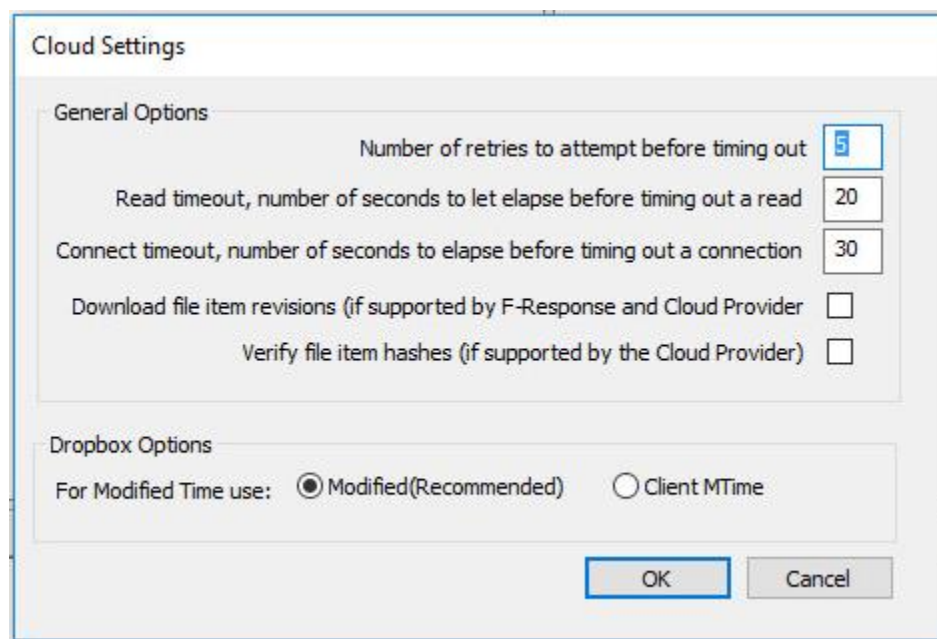 Cloud Settings
General Options
Number of retries to attempt before timing out 5
Read timeout, number of seconds to let elapse before timing out a read 20
Connect timeout, number of seconds to elapse before timing out a connection 30
Download file item revisions (if supported by F-Response and Cloud Provider
Verify file item hashes (if supported by the Cloud Provider)
Dropbox Options
For Modified Time use: Modified(Recommended) Client MTime
OK Cancel